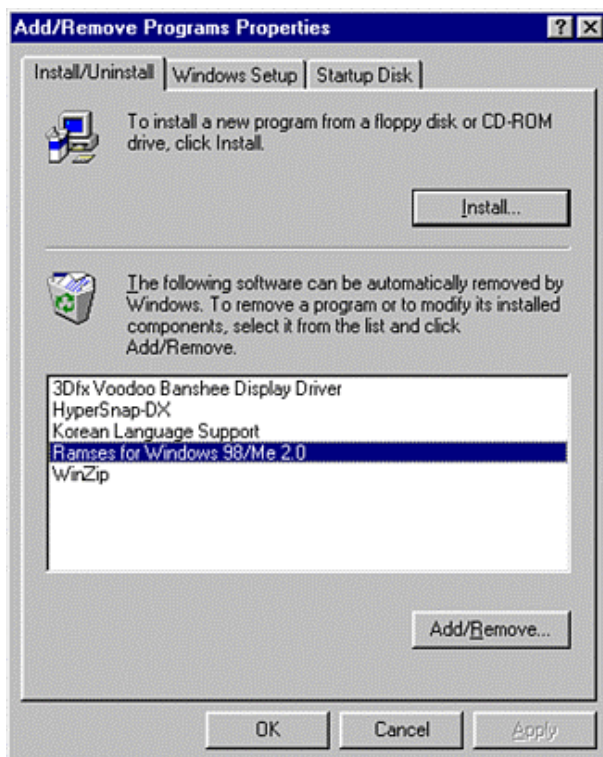 Add/Remove Programs Properties
Install/Uninstall Windows Setup Startup Disk
To install a new program from a floppy disk or CD-ROM
drive, click Install.
Install...
The following software can be automatically removed by
Windows. To remove a program or to modify its installed
components, select it from the list and click
Add/Remove.
3Dfx Voodoo Banshee Display Driver
HyperSnap-DX
Korean Language Support
Ramses for Windows 98/Me 2.0
WinZip
Add/Remove...
OK Cancel Apply